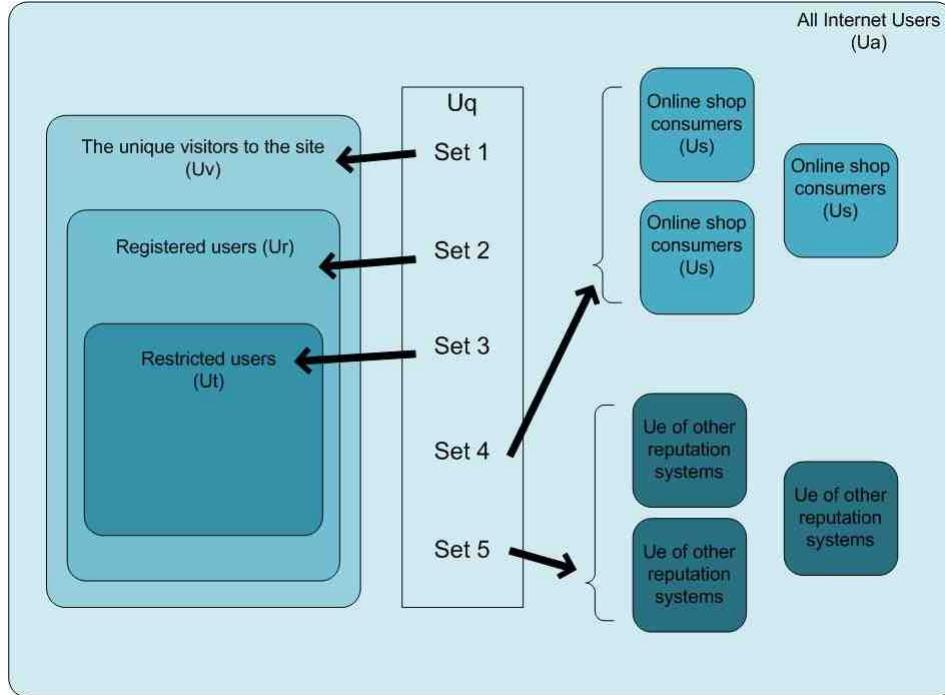 All Internet Users
(Ua)
The unique visitors to the site
(Uv)
Registered users (Ur)
Restricted users
(Ut)
Uq
Set 1
Set 2
Set 3
Set 4
Set 5
Online shop
consumers
(Us)
Online shop
consumers
(Us)
Online shop
consumers
(Us)
Ue of other
reputation
systems
Ue of other
reputation
systems
Ue of other
reputation
systems